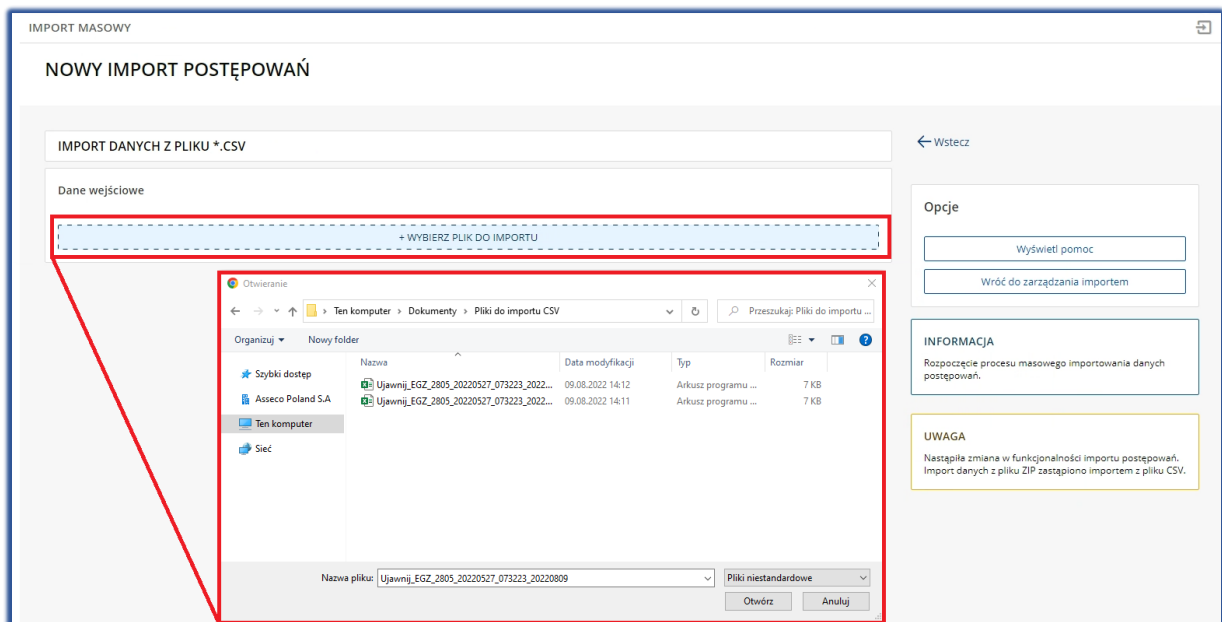 IMPORT MASOWY
NOWY IMPORT POSTĘPOWAŃ
IMPORT DANYCH Z PLIKU *.CSV
Wstecz
Dane wejściowe
+ WYBIERZ PLIK DO IMPORTU
Opcje
Wyświetl pomoc
Wróć do zarządzania importem
INFORMACJA
Rozpoczęcie procesu masowego importowania danych
postępowań.
UWAGA
Nastąpiła zmiana w funkcjonalności importu postępowań.
Import danych z pliku ZIP zastąpiono importem z pliku CSV.
Otwieranie
Ten komputer > Dokumenty > Pliki do importu CSV
Przeszukaj: Pliki do importu ...
Organizuj
Nowy folder
Szybki dostęp
Asseco Poland S.A
Ten komputer
Sieć
Nazwa Data modyfikacji Typ Rozmiar
Ujawnij_EGZ_2805_20220527_073223_2022... 09.08.2022 14:12 Arkusz programu ... 7 KB
Ujawnij_EGZ_2805_20220527_073223_2022... 09.08.2022 14:11 Arkusz programu ... 7 KB
Nazwa pliku: Ujawnij_EGZ_2805_20220527_073223_20220809 Pliki niestandardowe
Otwórz Anuluj